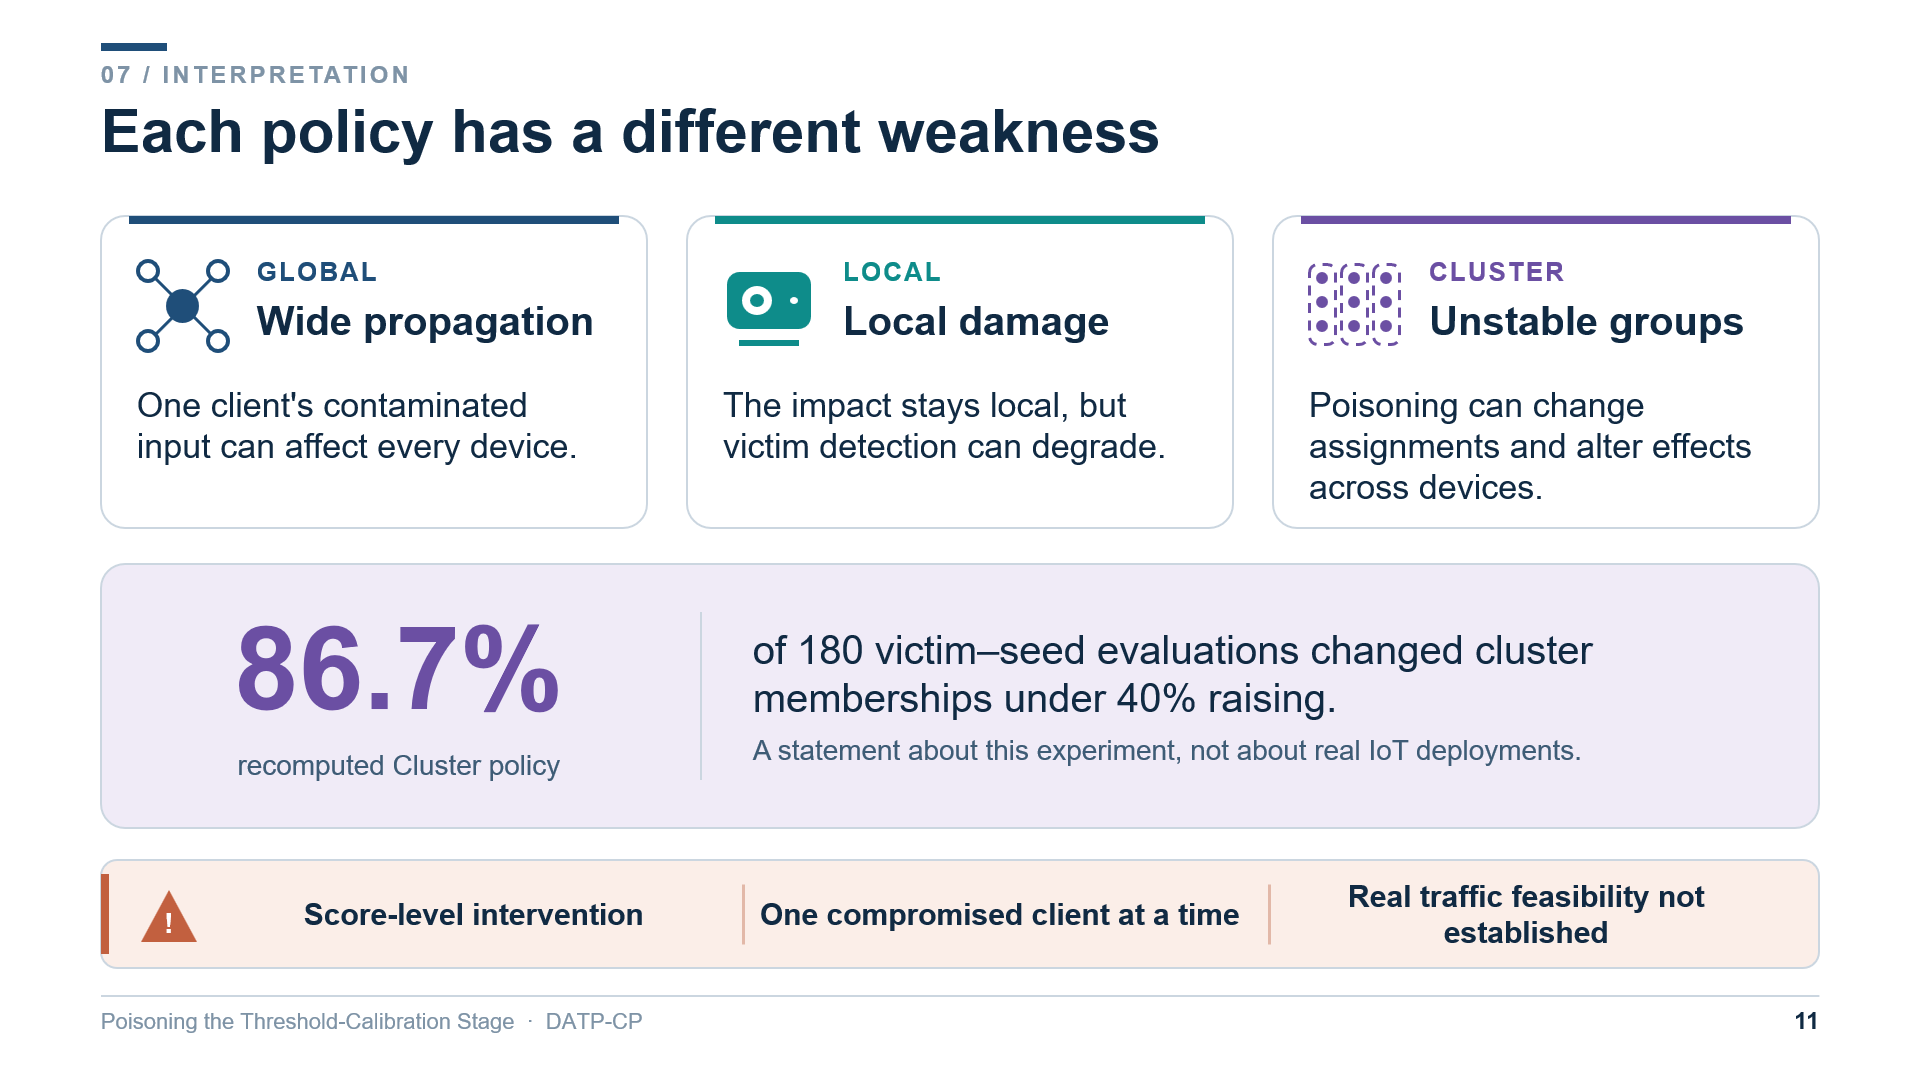 07 / INTERPRETATION
Each policy has a different weakness
GLOBAL
Wide propagation
One client's contaminated
input can affect every device.
LOCAL
Local damage
The impact stays local, but
victim detection can degrade.
CLUSTER
Unstable groups
Poisoning can change
assignments and alter effects
across devices.
86.7%
recomputed Cluster policy
of 180 victim–seed evaluations changed cluster
memberships under 40% raising.
A statement about this experiment, not about real IoT deployments.
!
Score-level intervention
One compromised client at a time
Real traffic feasibility not
established
Poisoning the Threshold-Calibration Stage · DATP-CP
11